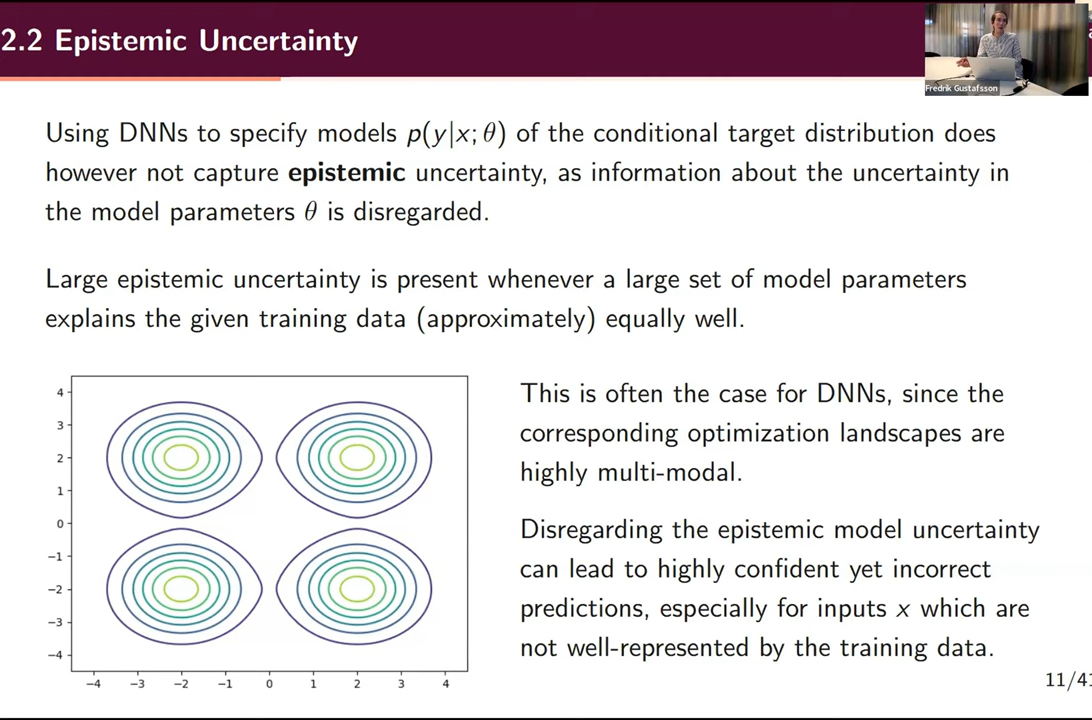 2.2 Epistemic Uncertainty
Fredrik Gustafsson
Using DNNs to specify models p(y|x; θ) of the conditional target distribution does
however not capture epistemic uncertainty, as information about the uncertainty in
the model parameters θ is disregarded.
Large epistemic uncertainty is present whenever a large set of model parameters
explains the given training data (approximately) equally well.
4
3
2
1
0
−1
−2
−3
−4
−4 −3 −2 −1 0 1 2 3 4
This is often the case for DNNs, since the
corresponding optimization landscapes are
highly multi-modal.
Disregarding the epistemic model uncertainty
can lead to highly confident yet incorrect
predictions, especially for inputs x which are
not well-represented by the training data.